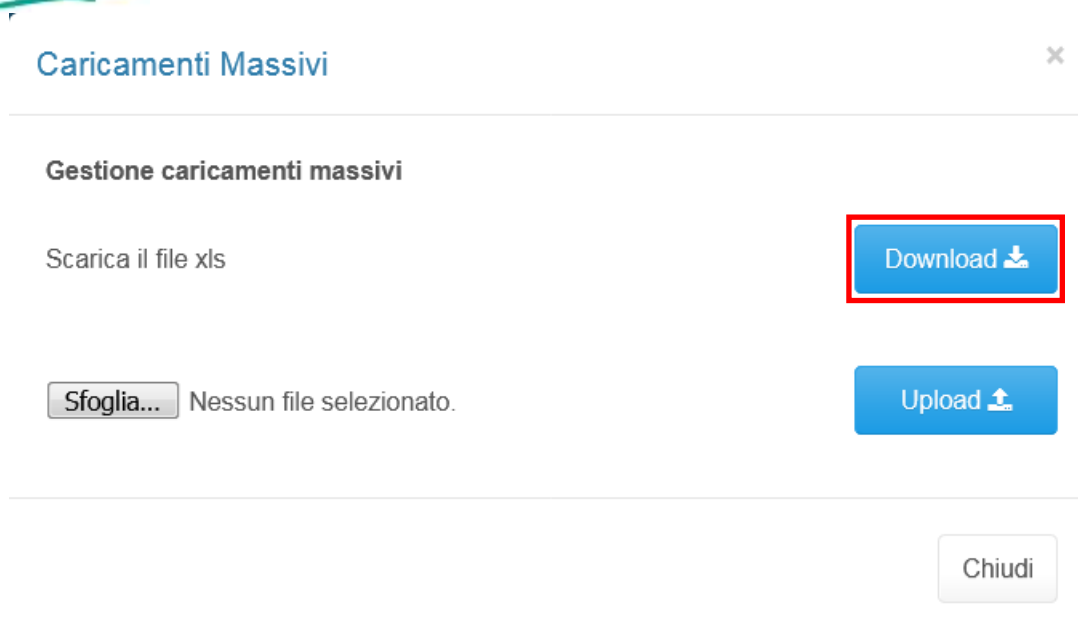 Caricamenti Massivi
×
Gestione caricamenti massivi
Scarica il file xls
Download
Sfoglia... Nessun file selezionato.
Upload
Chiudi